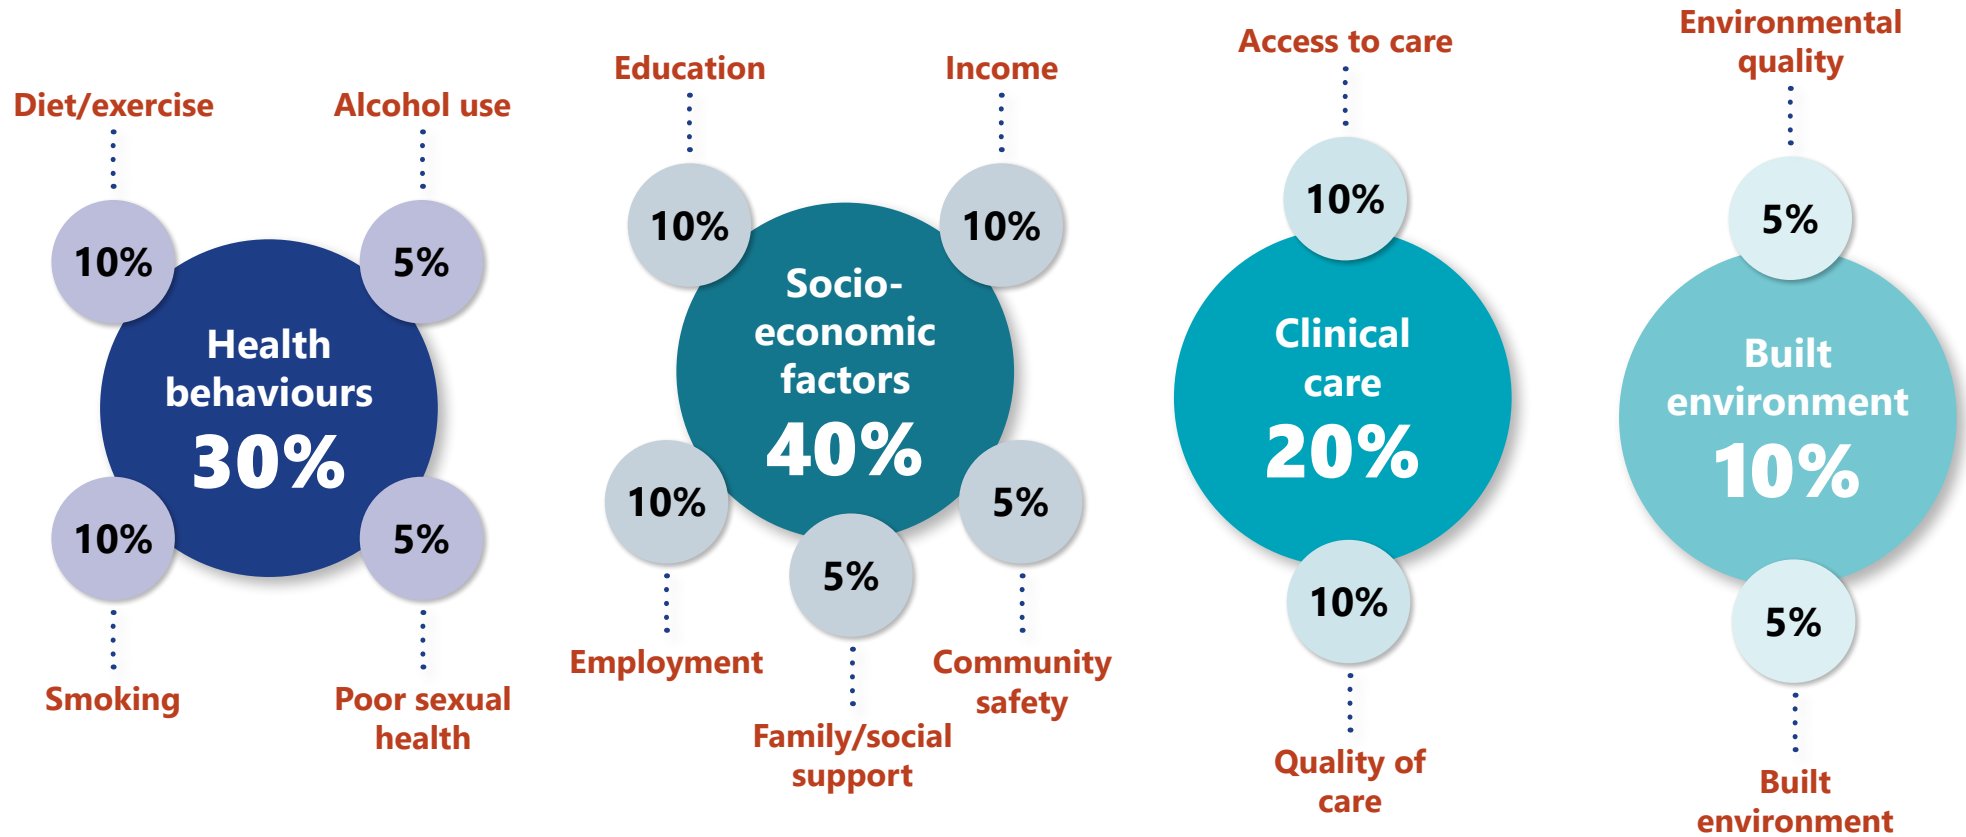 Diet/exercise
Alcohol use
10%
5%
Health
behaviours
30%
10%
5%
Smoking
Poor sexual
health
Education
Income
10%
10%
Socio-
economic
factors
40%
10%
5%
5%
Employment
Community
safety
Family/social
support
Access to care
10%
Clinical
care
20%
10%
Quality of
care
Environmental
quality
5%
Built
environment
10%
5%
Built
environment